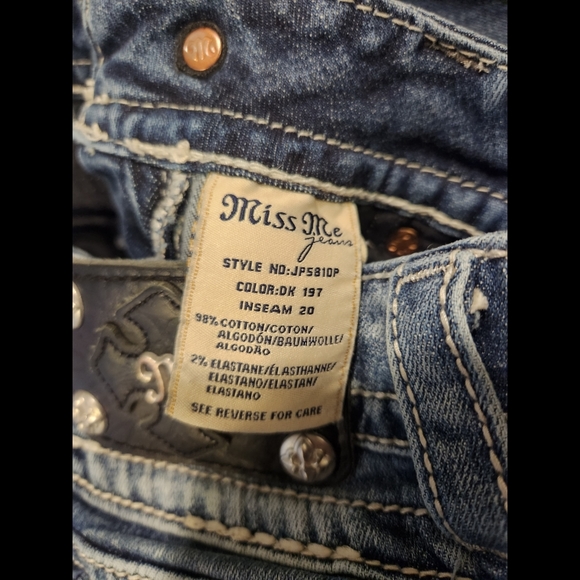 Miss Me
jeans
STYLE NO:JP5810P
COLOR:DK 197
INSEAM 20
98% COTTON/COTON/
ALGODÓN/BAUMWOLLE/
ALGODÃO
2% ELASTANE/ÉLASTHANNE/
ELASTANO/ELASTAN/
ELASTANO
SEE REVERSE FOR CARE